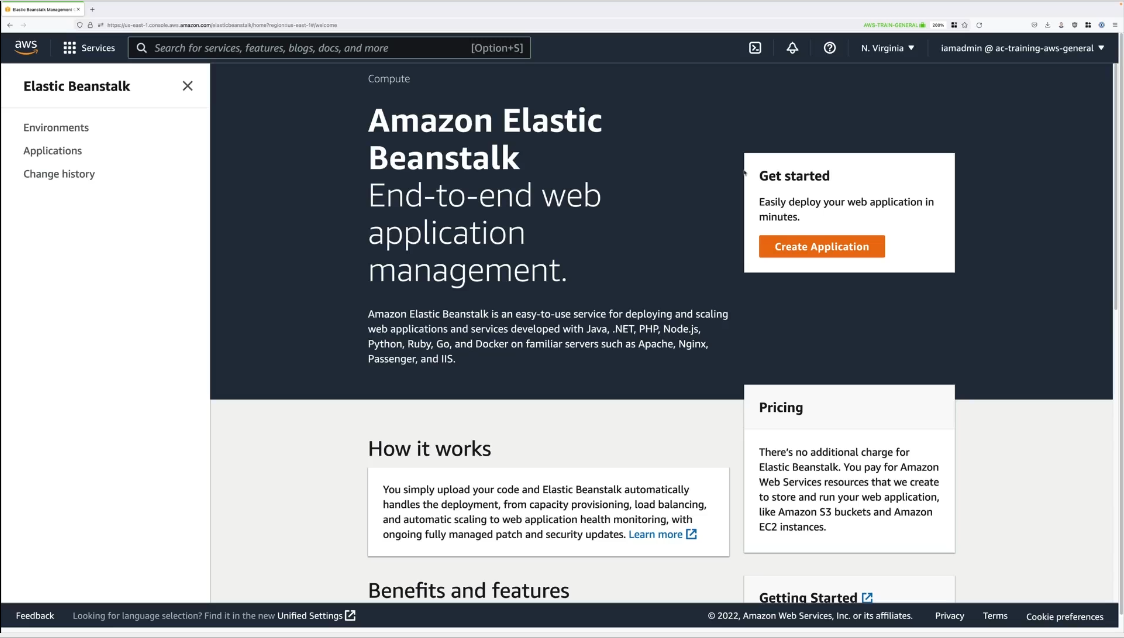 Elastic Beanstalk Management
https://us-east-1.console.aws.amazon.com/elasticbeanstalk/home?region=us-east-1#/welcome
AWS-TRAIN-GENERAL
200%
aws
Services
Search for services, features, blogs, docs, and more
[Option+S]
N. Virginia
iamadmin @ ac-training-aws-general
Elastic Beanstalk
Environments
Applications
Change history
Compute
Amazon Elastic
Beanstalk
End-to-end web
application
management.
Amazon Elastic Beanstalk is an easy-to-use service for deploying and scaling
web applications and services developed with Java, .NET, PHP, Node.js,
Python, Ruby, Go, and Docker on familiar servers such as Apache, Nginx,
Passenger, and IIS.
Get started
Easily deploy your web application in
minutes.
Create Application
Pricing
There's no additional charge for
Elastic Beanstalk. You pay for Amazon
Web Services resources that we create
to store and run your web application,
like Amazon S3 buckets and Amazon
EC2 instances.
How it works
You simply upload your code and Elastic Beanstalk automatically
handles the deployment, from capacity provisioning, load balancing,
and automatic scaling to web application health monitoring, with
ongoing fully managed patch and security updates. Learn more
Benefits and features
Getting Started
Feedback
Looking for language selection? Find it in the new Unified Settings
© 2022, Amazon Web Services, Inc. or its affiliates.
Privacy
Terms
Cookie preferences